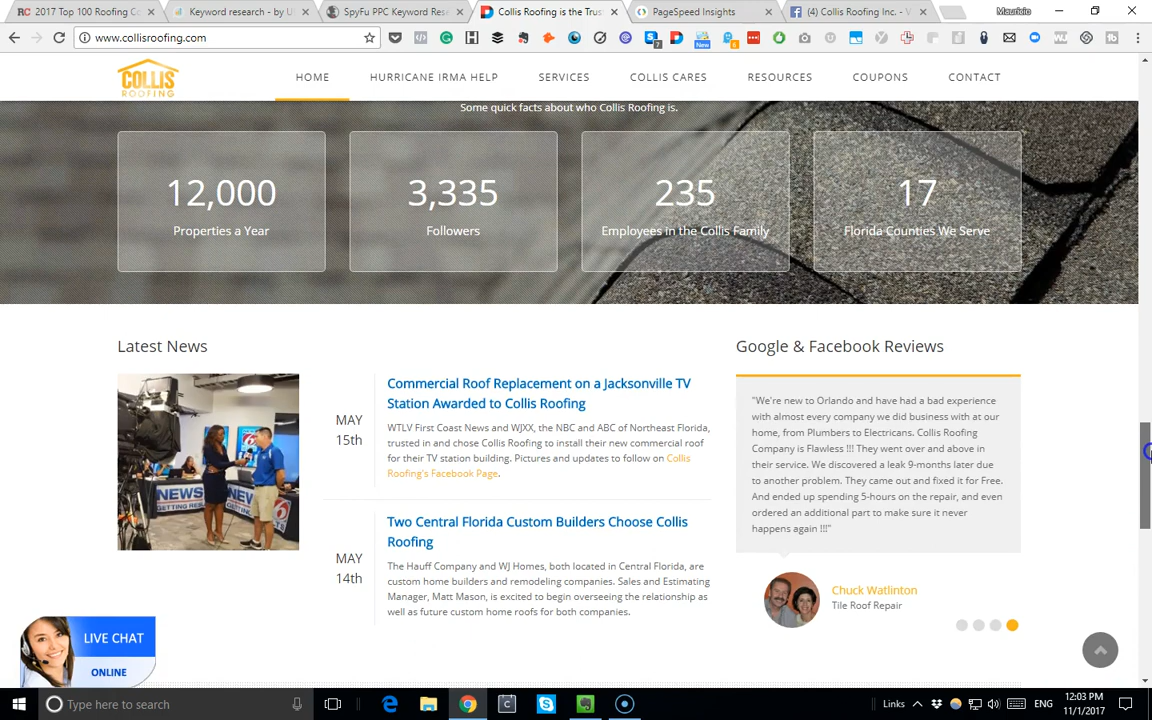 2017 Top 100 Roofing Co
Keyword research - by U
SpyFu PPC Keyword Rese
Collis Roofing is the Trus
PageSpeed Insights
(4) Collis Roofing Inc. - V
Mauricio
www.collisroofing.com
COLLIS
ROOFING
HOME
HURRICANE IRMA HELP
SERVICES
COLLIS CARES
RESOURCES
COUPONS
CONTACT
Some quick facts about who Collis Roofing is.
12,000
Properties a Year
3,335
Followers
235
Employees in the Collis Family
17
Florida Counties We Serve
Latest News
MAY
15th
Commercial Roof Replacement on a Jacksonville TV
Station Awarded to Collis Roofing
WTLV First Coast News and WJXX, the NBC and ABC of Northeast Florida,
trusted in and chose Collis Roofing to install their new commercial roof
for their TV station building. Pictures and updates to follow on Collis
Roofing's Facebook Page.
MAY
14th
Two Central Florida Custom Builders Choose Collis
Roofing
The Hauff Company and WJ Homes, both located in Central Florida, are
custom home builders and remodeling companies. Sales and Estimating
Manager, Matt Mason, is excited to begin overseeing the relationship as
well as future custom home roofs for both companies.
Google & Facebook Reviews
"We're new to Orlando and have had a bad experience
with almost every company we did business with at our
home, from Plumbers to Electricans. Collis Roofing
Company is Flawless !!! They went over and above in
their service. We discovered a leak 9-months later due
to another problem. They came out and fixed it for Free.
And ended up spending 5-hours on the repair, and even
ordered an additional part to make sure it never
happens again !!!"
Chuck Watlinton
Tile Roof Repair
LIVE CHAT
ONLINE
Type here to search
Links
ENG
12:03 PM
11/1/2017